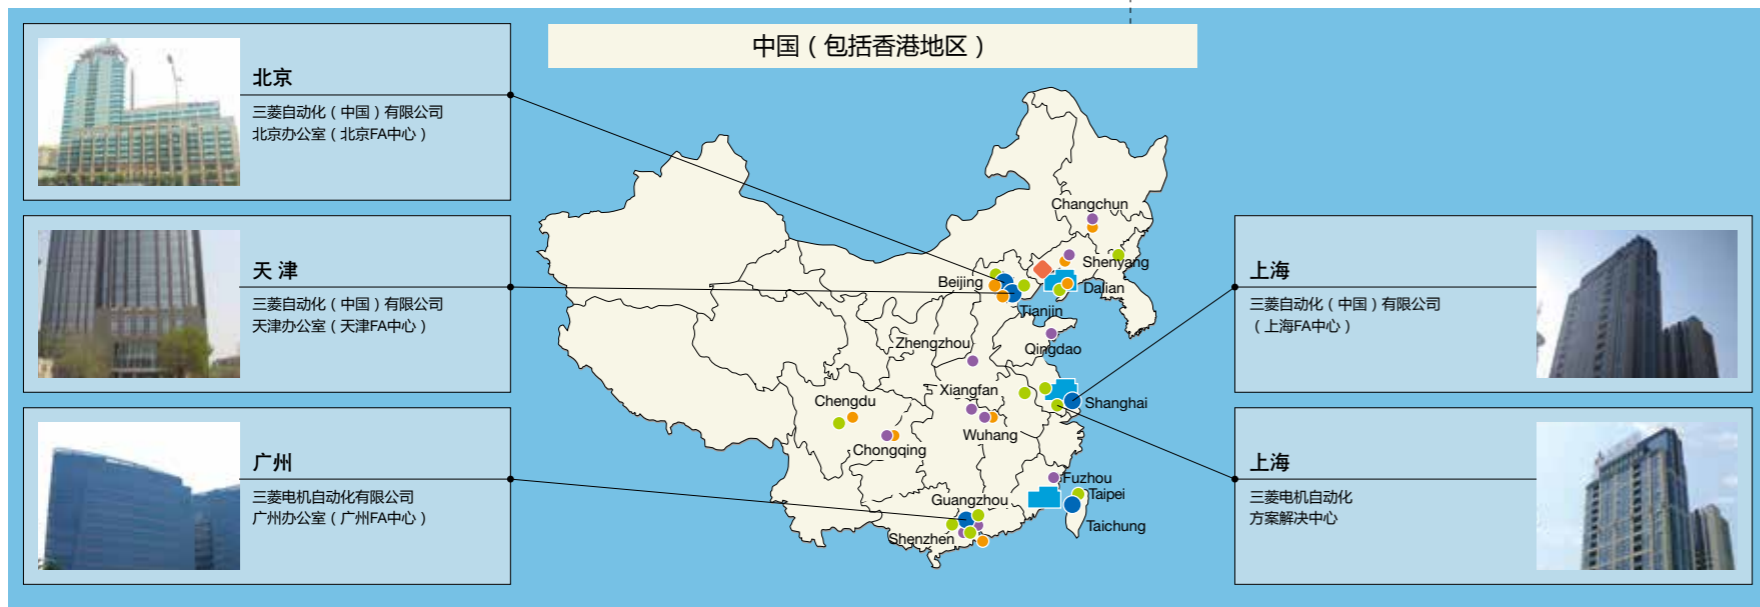 中国（包括香港地区）
北京
三菱自动化（中国）有限公司
北京办公室（北京FA中心）
天 津
三菱自动化（中国）有限公司
天津办公室（天津FA中心）
广州
三菱电机自动化有限公司
广州办公室（广州FA中心）
Changchun
Shenyang
Beijing
Dalian
Tianjin
Zhengzhou
Qingdao
Xiangfan
Chengdu
Shanghai
Wuhang
Chongqing
Fuzhou
Guangzhou
Taipei
Taichung
Shenzhen
上海
三菱自动化（中国）有限公司
（上海FA中心）
上海
三菱电机自动化
方案解决中心